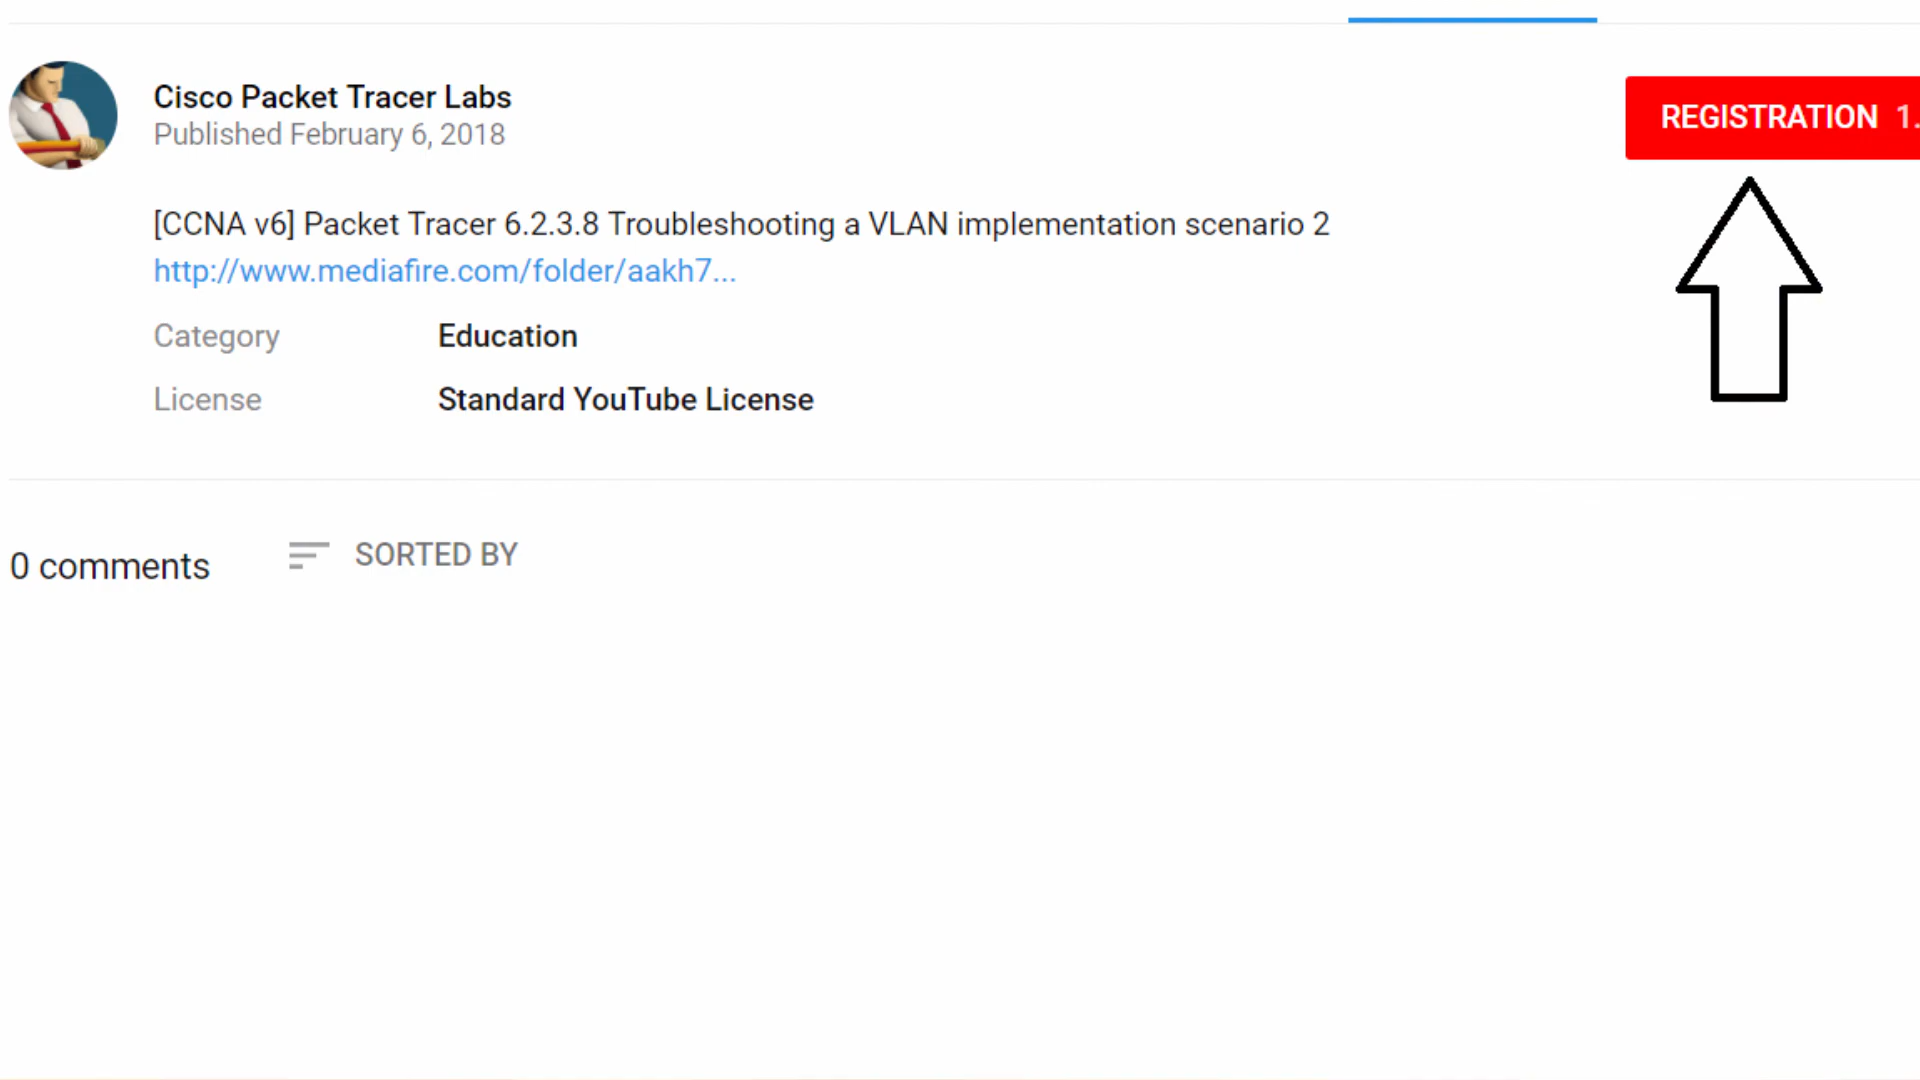 Cisco Packet Tracer Labs
Published February 6, 2018
REGISTRATION 1.
[CCNA v6] Packet Tracer 6.2.3.8 Troubleshooting a VLAN implementation scenario 2
http://www.mediafire.com/folder/aakh7...
Category Education
License Standard YouTube License
0 comments SORTED BY